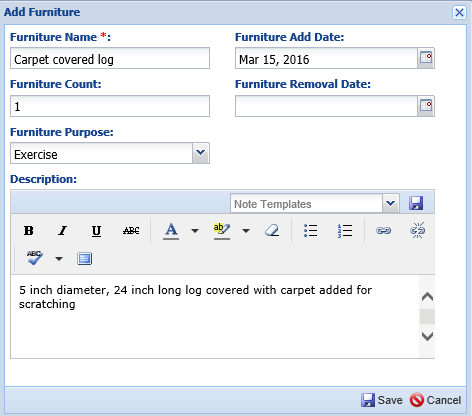 Add Furniture
Furniture Name *: Furniture Add Date:
Carpet covered log Mar 15, 2016
Furniture Count: Furniture Removal Date:
1
Furniture Purpose:
Exercise
Description:
Note Templates
B I U ABC A ab
ABC
5 inch diameter, 24 inch long log covered with carpet added for
scratching
Save Cancel